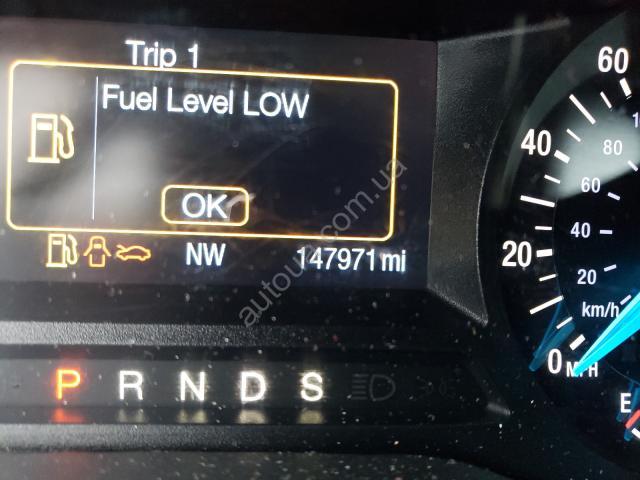 Trip 1
Fuel Level LOW
OK
NW 147971 mi
P R N D S
60
40
20
0 MPH
80
60
40
20
km/h
E
autoua.com.ua